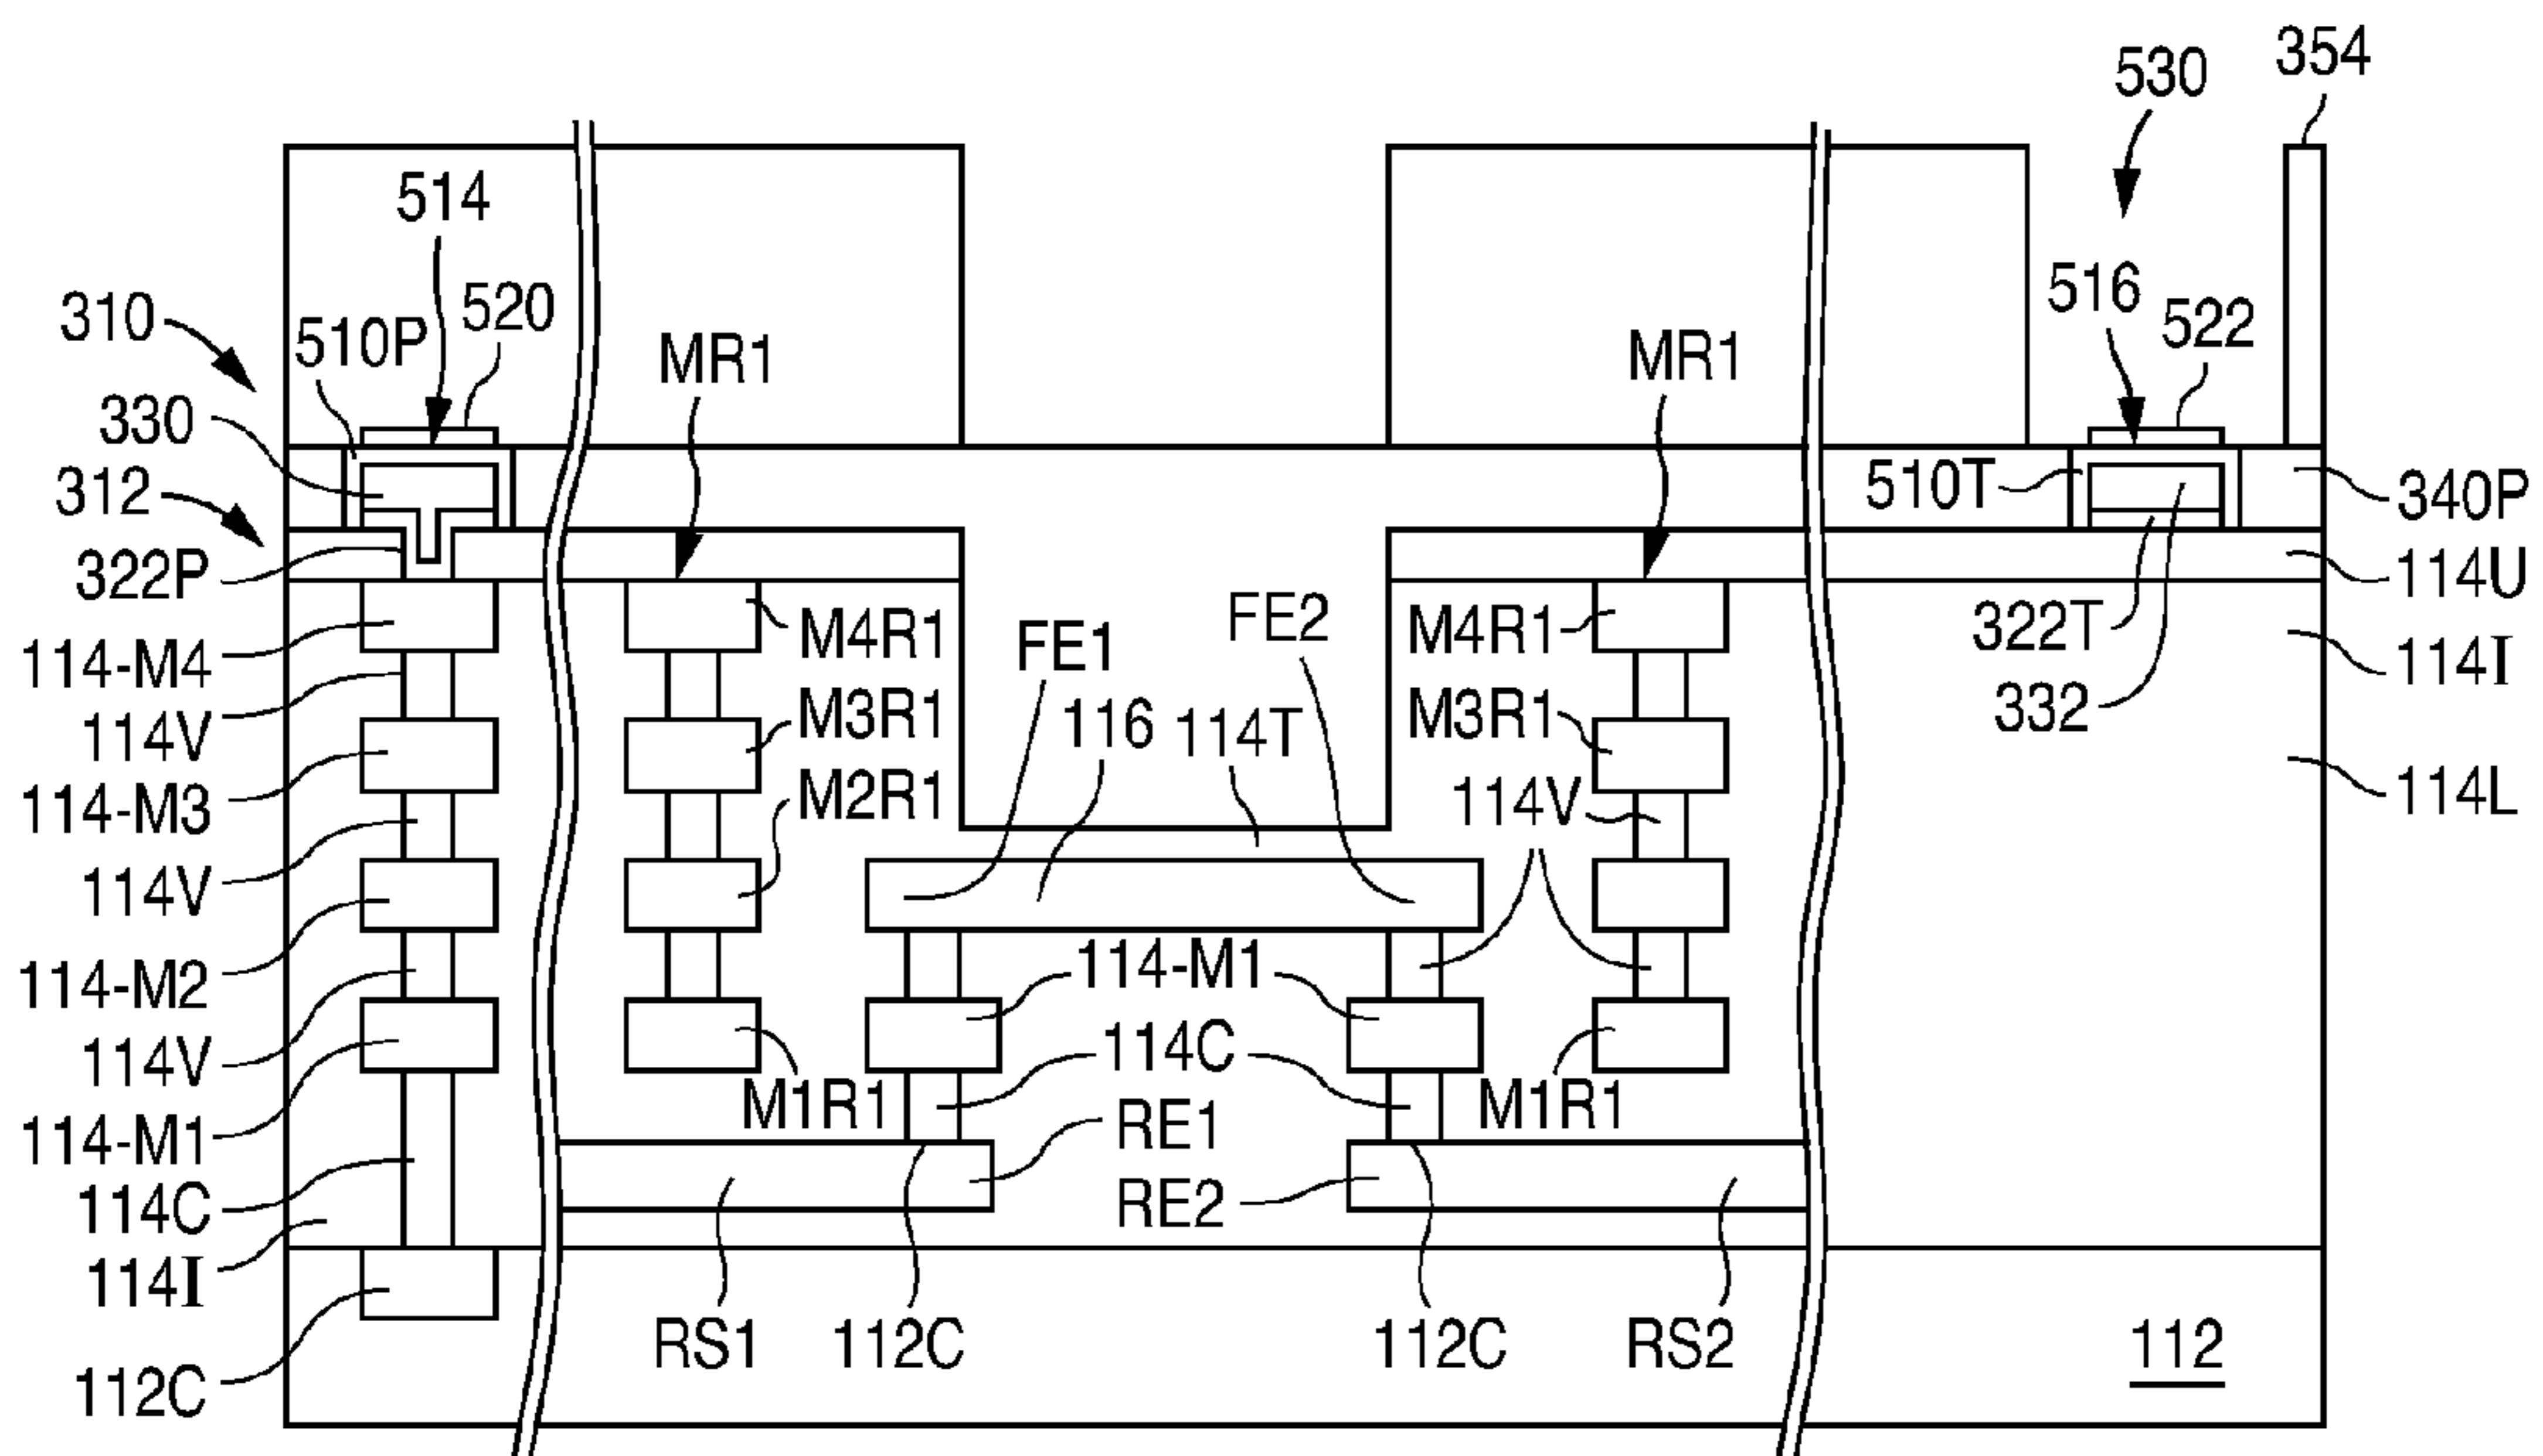 354
530
514
516
310
520
522
510P
MR1
MR1
330
510T
340P
312
322P
114U
322T
M4R1
FE1
FE2
M4R1
114-M4
114I
332
M3R1
116
114T
M3R1
114V
M2R1
114V
114L
114-M3
114V
114-M2
114-M1
114V
114C
M1R1
M1R1
RE1
114-M1
114C
RE2
114I
RS1
112C
112C
RS2
112
112C